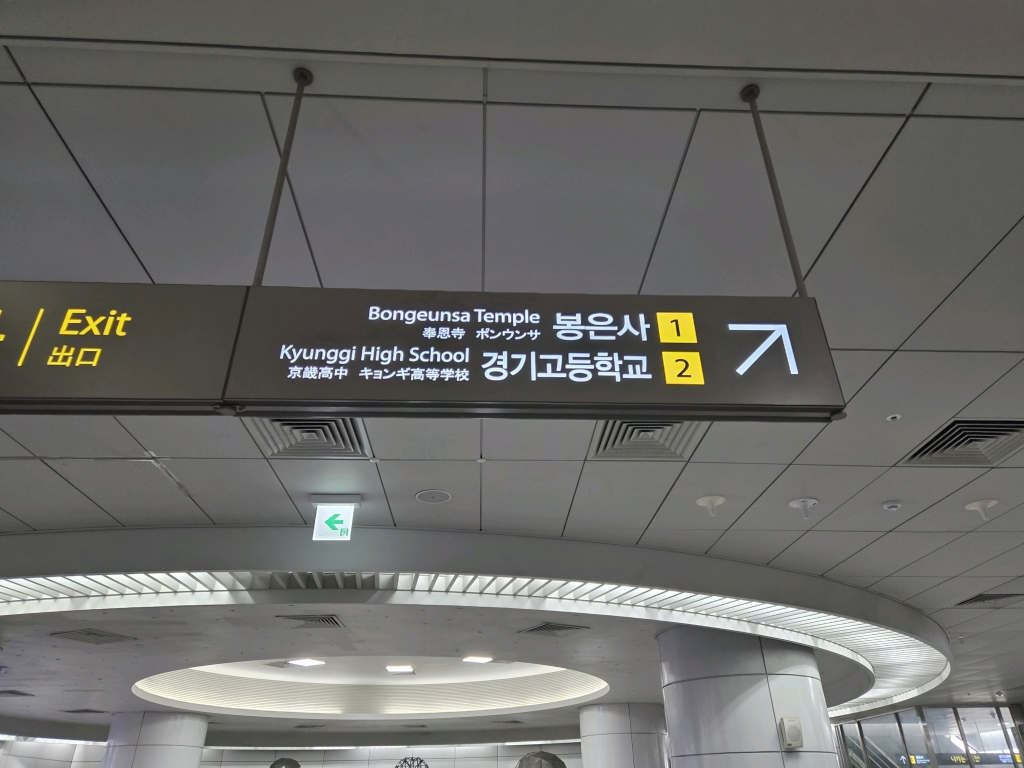 Exit
出口
Bongeunsa Temple 봉은사 1
奉恩寺 ポンウンサ
Kyunggi High School 경기고등학교 2
京畿高中 キョンギ高等学校